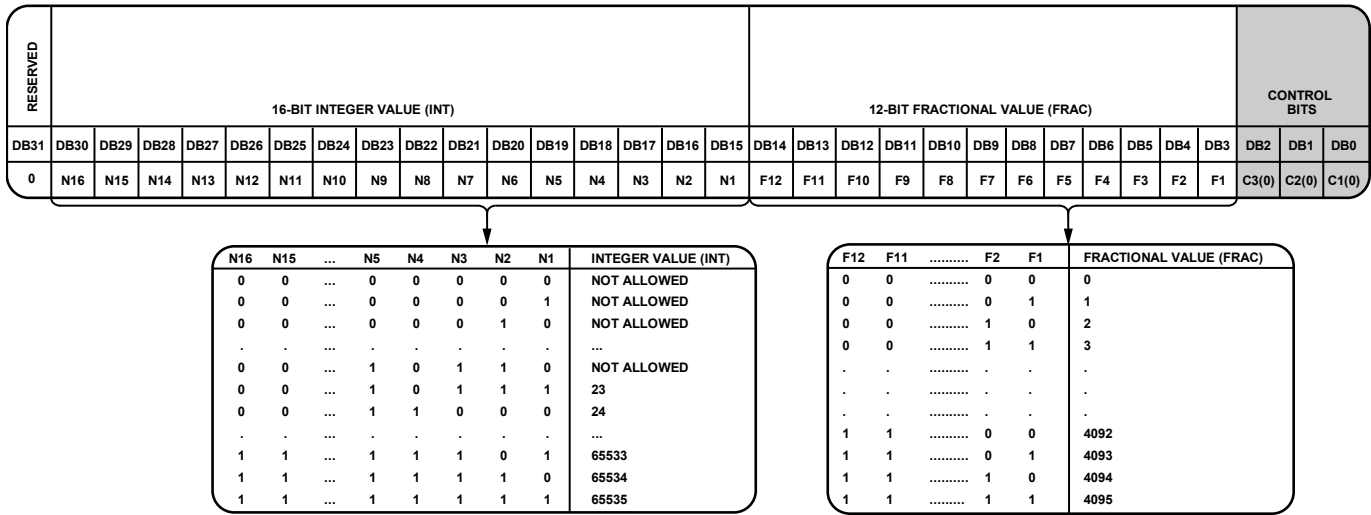 RESERVED
16-BIT INTEGER VALUE (INT) 12-BIT FRACTIONAL VALUE (FRAC) CONTROL
BITS
DB31 DB30 DB29 DB28 DB27 DB26 DB25 DB24 DB23 DB22 DB21 DB20 DB19 DB18 DB17 DB16 DB15 DB14 DB13 DB12 DB11 DB10 DB9 DB8 DB7 DB6 DB5 DB4 DB3 DB2 DB1 DB0
0 N16 N15 N14 N13 N12 N11 N10 N9 N8 N7 N6 N5 N4 N3 N2 N1 F12 F11 F10 F9 F8 F7 F6 F5 F4 F3 F2 F1 C3(0) C2(0) C1(0)
N16 N15 ... N5 N4 N3 N2 N1 INTEGER VALUE (INT)
0 0 ... 0 0 0 0 0 NOT ALLOWED
0 0 ... 0 0 0 0 1 NOT ALLOWED
0 0 ... 0 0 0 1 0 NOT ALLOWED
. . ... . . . . . ...
0 0 ... 1 0 1 1 0 NOT ALLOWED
0 0 ... 1 0 1 1 1 23
0 0 ... 1 1 0 0 0 24
. . ... . . . . . ...
1 1 ... 1 1 1 0 1 65533
1 1 ... 1 1 1 1 0 65534
1 1 ... 1 1 1 1 1 65535
F12 F11 .......... F2 F1 FRACTIONAL VALUE (FRAC)
0 0 .......... 0 0 0
0 0 .......... 0 1 1
0 0 .......... 1 0 2
0 0 .......... 1 1 3
. . .......... . . .
. . .......... . . .
. . .......... . . .
1 1 .......... 0 0 4092
1 1 .......... 0 1 4093
1 1 .......... 1 0 4094
1 1 ......... 1 1 4095